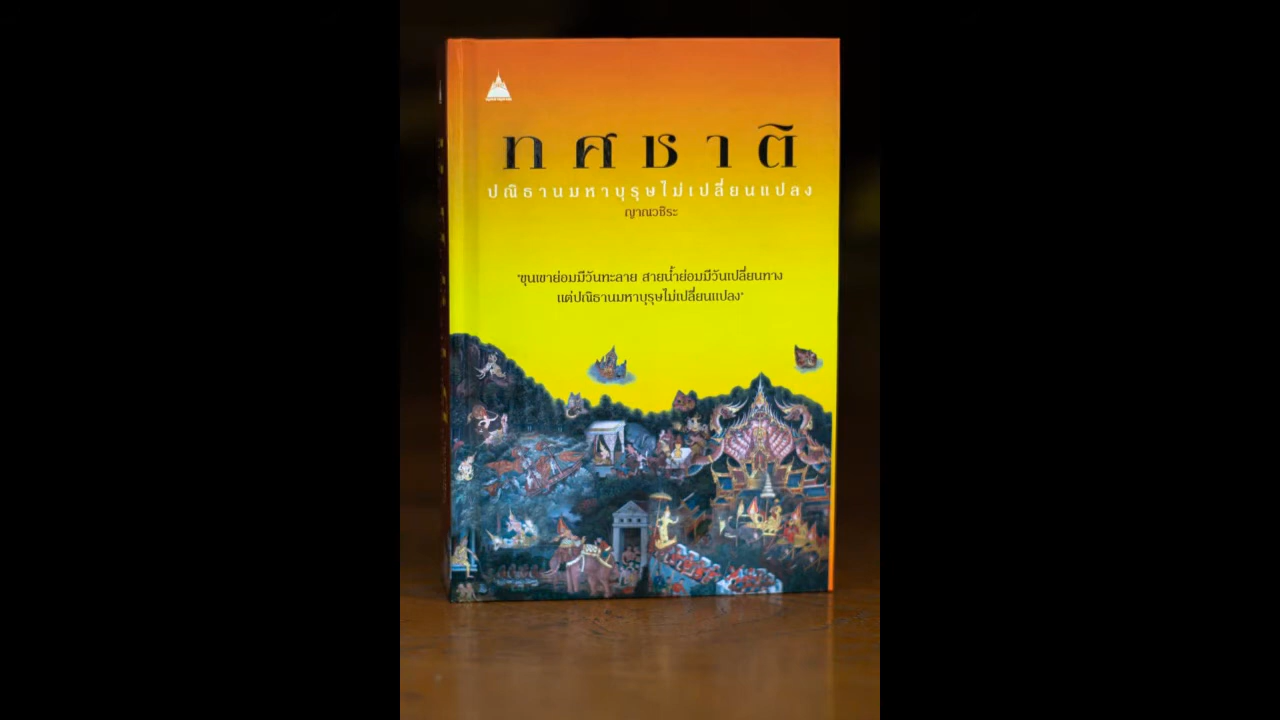 ทศชาติ
ปณิธานมหาบุรุษไม่เปลี่ยนแปลง
ญาณวชิระ
"ขุนเขาย่อมมีวันทะลาย สายน้ำย่อมมีวันเปลี่ยนทาง
แต่ปณิธานมหาบุรุษไม่เปลี่ยนแปลง"